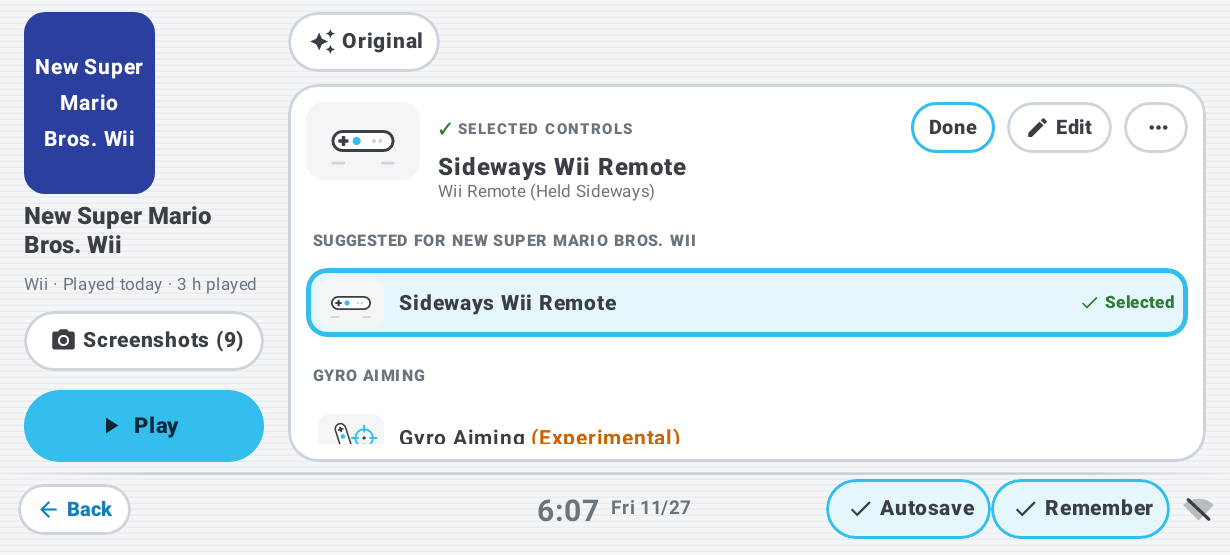 New Super
Mario
Bros. Wii
New Super Mario
Bros. Wii
Wii · Played today · 3 h played
Screenshots (9)
Play
Original
✓ SELECTED CONTROLS
Sideways Wii Remote
Wii Remote (Held Sideways)
Done
Edit
···
SUGGESTED FOR NEW SUPER MARIO BROS. WII
Sideways Wii Remote
Selected
GYRO AIMING
Gyro Aiming (Experimental)
Back
6:07 Fri 11/27
Autosave
Remember